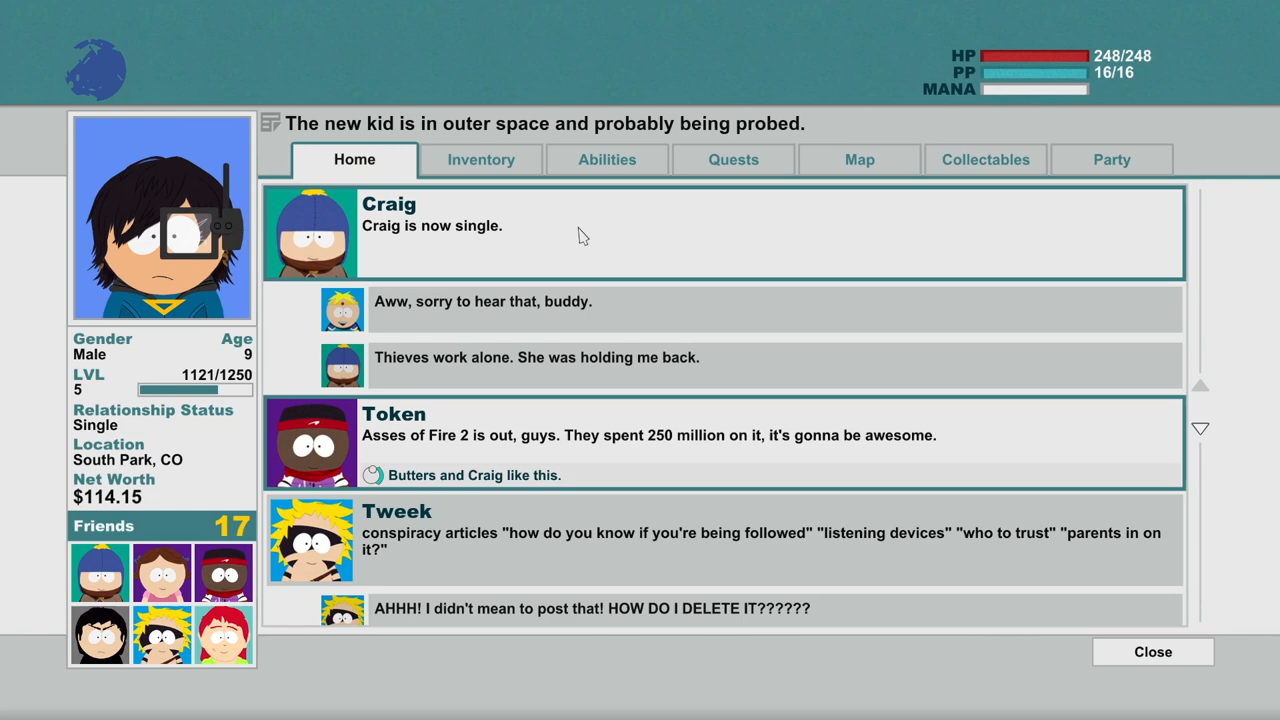 HP 248/248
PP 16/16
MANA
The new kid is in outer space and probably being probed.
Home Inventory Abilities Quests Map Collectables Party
Craig
Craig is now single.
Aww, sorry to hear that, buddy.
Thieves work alone. She was holding me back.
Token
Asses of Fire 2 is out, guys. They spent 250 million on it, it's gonna be awesome.
Butters and Craig like this.
Tweek
conspiracy articles "how do you know if you're being followed" "listening devices" "who to trust" "parents in on
it?"
AHHH! I didn't mean to post that! HOW DO I DELETE IT??????
Gender Age
Male 9
LVL 1121/1250
5
Relationship Status
Single
Location
South Park, CO
Net Worth
$114.15
Friends 17
Close